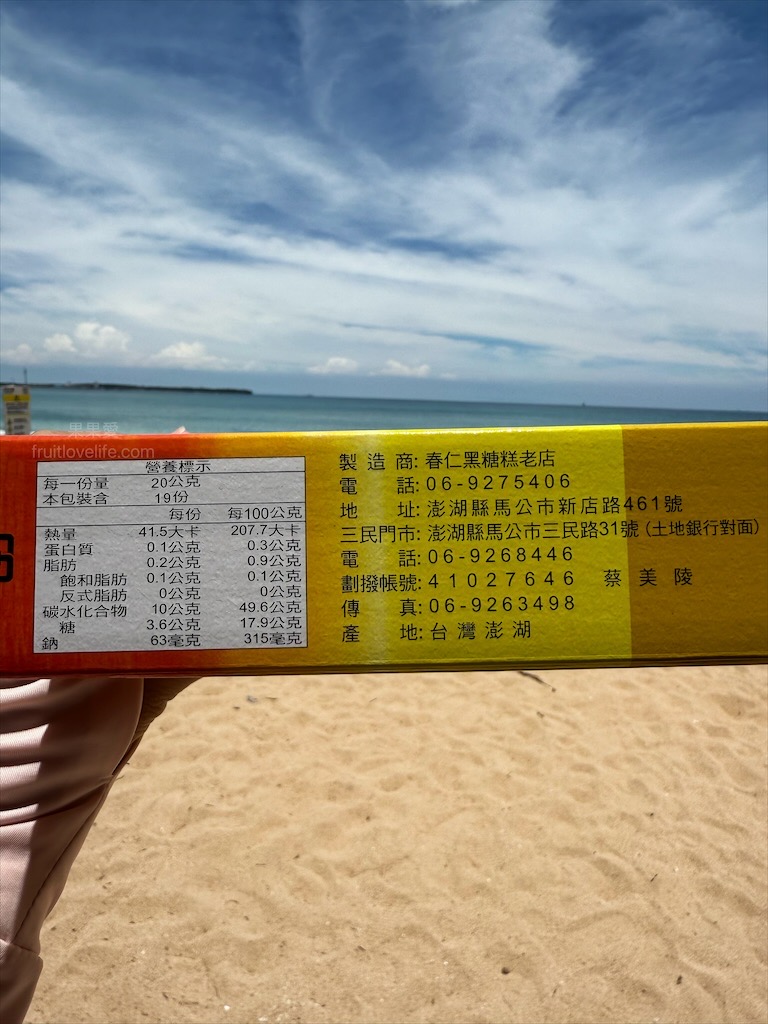 果果愛
fruitlovelife.com
營養標示
每一份量 20公克
本包裝含 19份
每份 每100公克
熱量 41.5大卡 207.7大卡
蛋白質 0.1公克 0.3公克
脂肪 0.2公克 0.9公克
飽和脂肪 0.1公克 0.1公克
反式脂肪 0公克 0公克
碳水化合物 10公克 49.6公克
糖 3.6公克 17.9公克
鈉 63毫克 315毫克
製造商: 春仁黑糖糕老店
電話: 06-9275406
地址: 澎湖縣馬公市新店路461號
三民門市: 澎湖縣馬公市三民路31號 (土地銀行對面)
電話: 06-9268446
劃撥帳號: 41027646 蔡美陵
傳真: 06-9263498
產地: 台灣澎湖